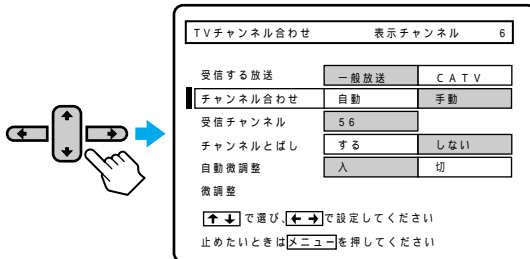 TVチャンネル合わせ 表示チャンネル 6
受信する放送 一般放送 CATV
チャンネル合わせ 自動 手動
受信チャンネル 56
チャンネルとばし する しない
自動微調整 入 切
微調整
↑↓で選び、←→で設定してください
止めたいときはメニューを押してください